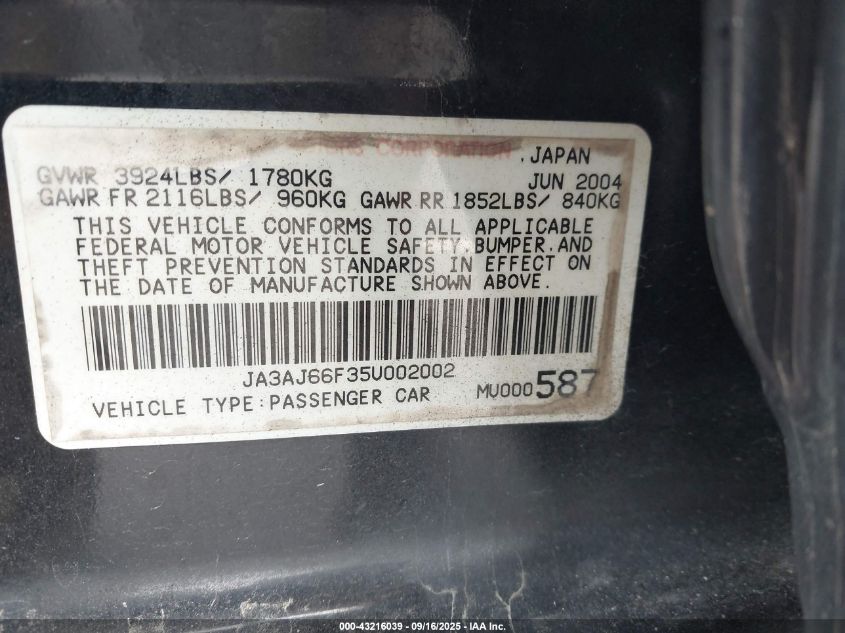 CORPORATION .JAPAN
GVWR 3924LBS/ 1780KG JUN 2004
GAWR FR 2116LBS/ 960KG GAWR RR 1852LBS/ 840KG
THIS VEHICLE CONFORMS TO ALL APPLICABLE
FEDERAL MOTOR VEHICLE SAFETY.BUMPER.AND
THEFT PREVENTION STANDARDS IN EFFECT ON
THE DATE OF MANUFACTURE SHOWN ABOVE.
JA3AJ66F35U002002
VEHICLE TYPE:PASSENGER CAR MU000587
000-43216039 - 09/16/2025 - IAA Inc.